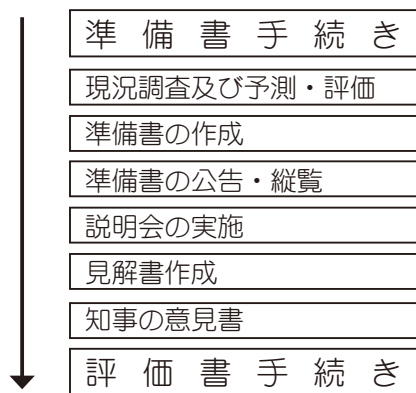 準備書手続き
現況調査及び予測・評価
準備書の作成
準備書の公告・縦覧
説明会の実施
見解書作成
知事の意見書
評価書手続き